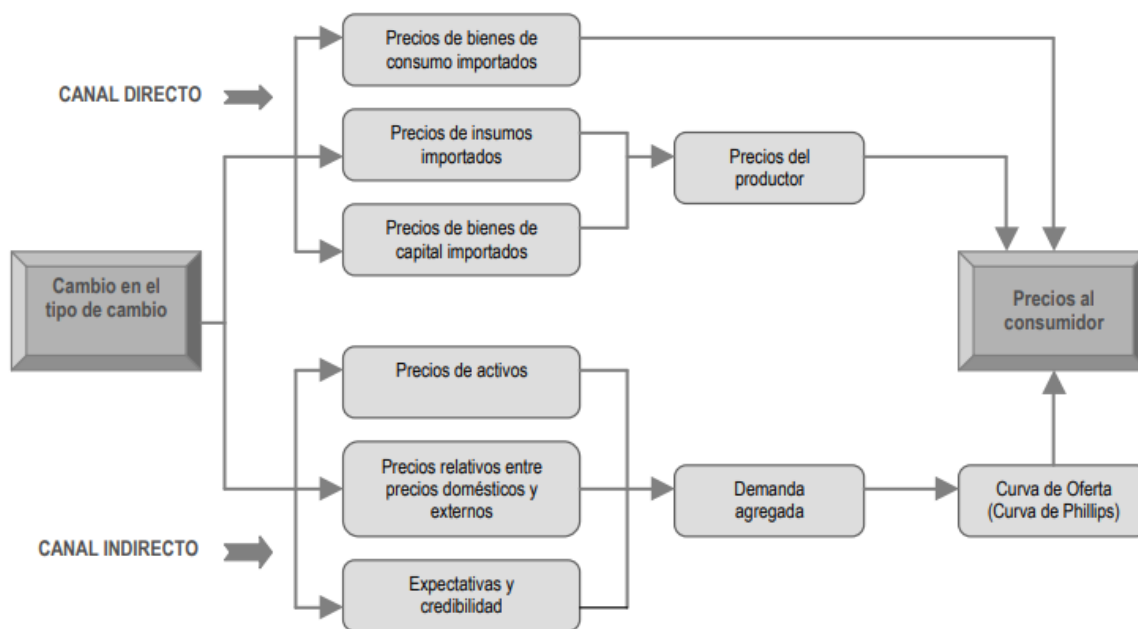 Precios de bienes de
consumo importados
CANAL DIRECTO
Precios de insumos
importados
Precios del
productor
Precios de bienes de
capital importados
Cambio en el
tipo de cambio
Precios al
consumidor
Precios de activos
Precios relativos entre
precios domésticos y
externos
Demanda
agregada
Curva de Oferta
(Curva de Phillips)
CANAL INDIRECTO
Expectativas y
credibilidad